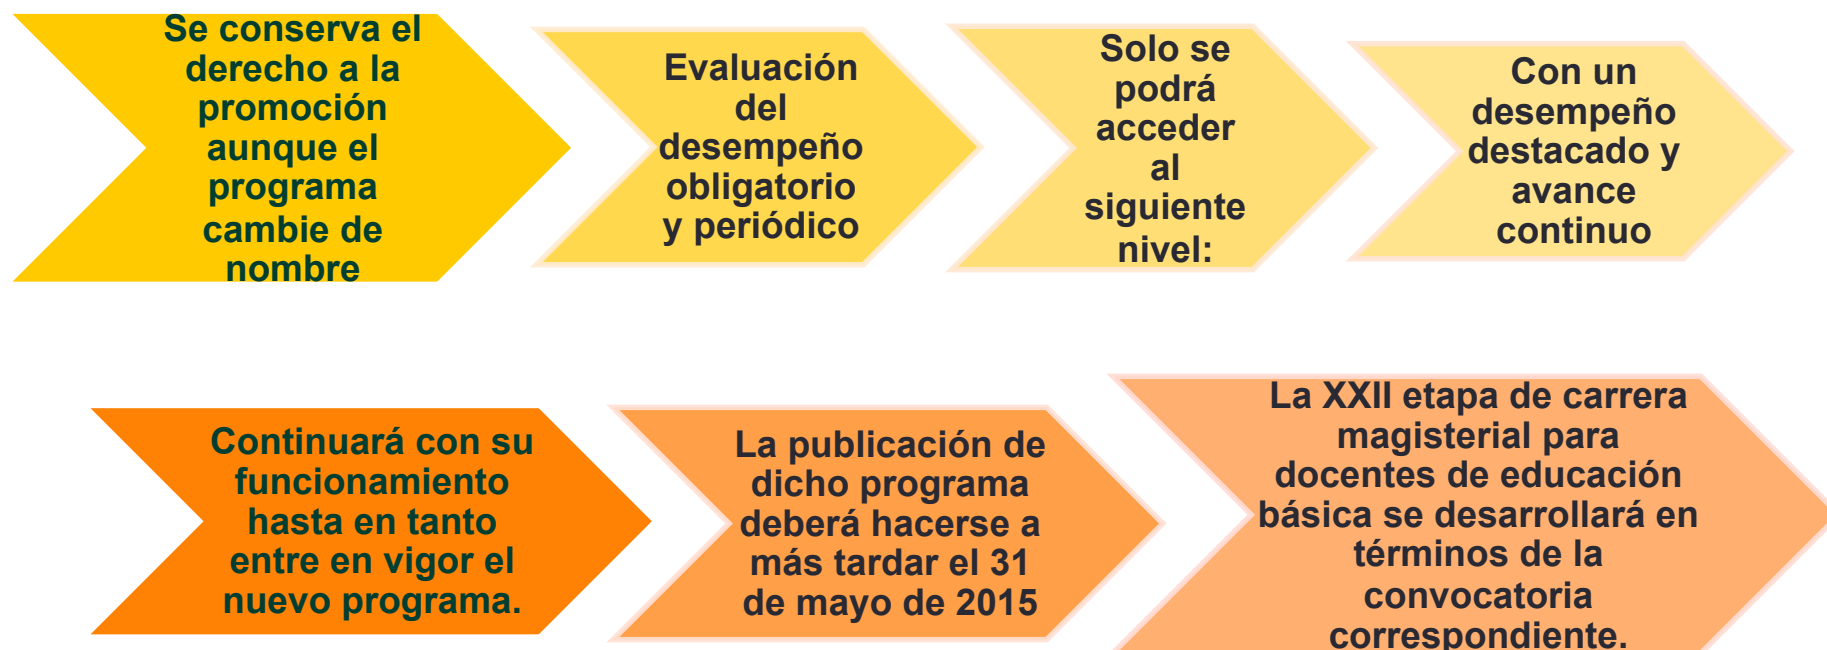 Se conserva el
derecho a la
promoción
aunque el
programa
cambie de
nombre
Evaluación
del
desempeño
obligatorio
y periódico
Solo se
podrá
acceder
al
siguiente
nivel:
Con un
desempeño
destacado y
avance
continuo
Continuará con su
funcionamiento
hasta en tanto
entre en vigor el
nuevo programa.
La publicación de
dicho programa
deberá hacerse a
más tardar el 31
de mayo de 2015
La XXII etapa de carrera
magisterial para
docentes de educación
básica se desarrollará en
términos de la
convocatoria
correspondiente.